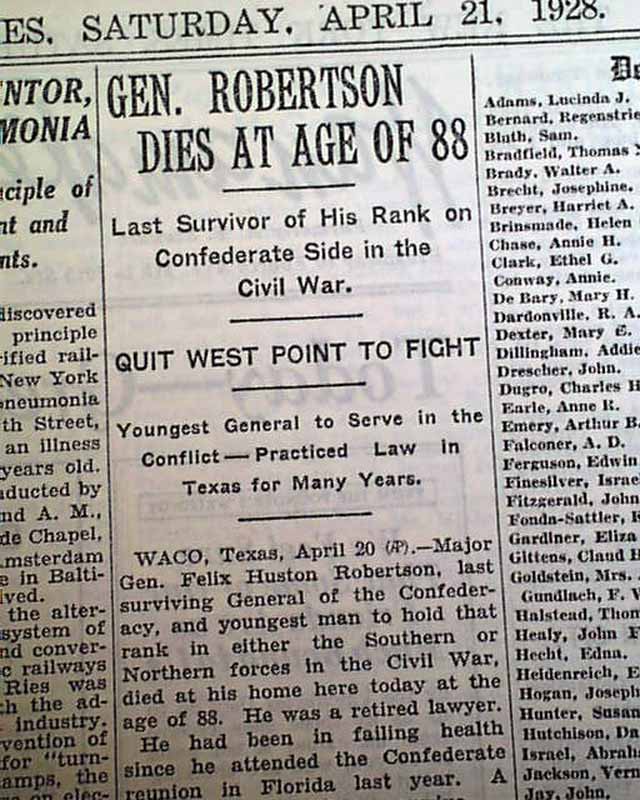 ES, SATURDAY, APRIL 21, 1928.
NTOR,
MONIA
ciple of
nt and
nts.
discovered
principle
rified rail-
New York
pneumonia
th Street,
an illness
years old.
ducted by
nd A. M.,
de Chapel,
Amsterdam
e in Balti-
ived.
the alter-
system of
nd conver-
c railways
Ries was
th the ad-
industry.
vention of
for "turn-
amps, the
on elec-
GEN. ROBERTSON
DIES AT AGE OF 88
Last Survivor of His Rank on
Confederate Side in the
Civil War.
QUIT WEST POINT TO FIGHT
Youngest General to Serve in the
Conflict—Practiced Law in
Texas for Many Years.
WACO, Texas, April 20 (AP).—Major
Gen. Felix Huston Robertson, last
surviving General of the Confeder-
acy, and youngest man to hold that
rank in either the Southern or
Northern forces in the Civil War,
died at his home here today at the
age of 88. He was a retired lawyer.
He had been in failing health
since he attended the Confederate
reunion in Florida last year. A
De
Adams, Lucinda J.
Bernard, Regenstrie
Bluth, Sam.
Bradfield, Thomas
Brady, Walter A.
Brecht, Josephine.
Breyer, Harriet A.
Brinsmade, Helen
Chase, Annie H.
Clark, Ethel G.
Conway, Annie.
De Bary, Mary H.
Dardonville, R. A.
Dexter, Mary E.
Dillingham, Addie
Drescher, John.
Dugro, Charles H
Earle, Anne R.
Emery, Arthur B.
Falconer, A. D.
Ferguson, Edwin
Finesilver, Israe
Fitzgerald, John
Fonda-Sattler, F
Gardiner, Eliza
Gittens, Claud H
Goldstein, Mrs.
Gundlach, F. W
Halstead, Thom
Healy, John F
Hecht, Edna.
Heidenreich, E
Hogan, Joseph
Hunter, Susan
Hutchison, Da
Israel, Abrah
Jackson, Vern
Jay, John.